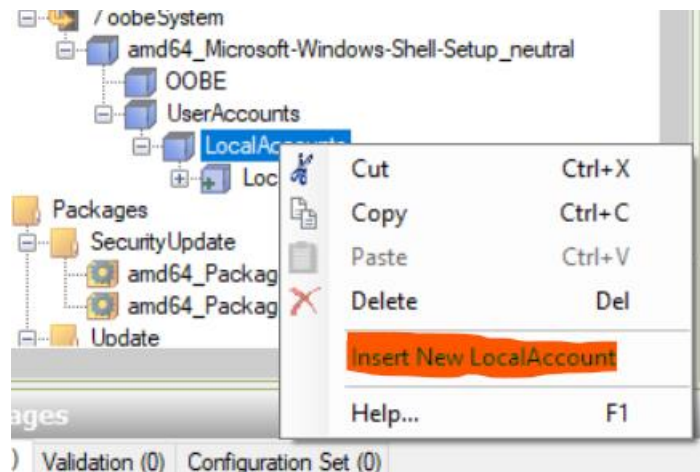 7 oobeSystem
amd64_Microsoft-Windows-Shell-Setup_neutral
OOBE
UserAccounts
LocalAccounts
Loc
Packages
SecurityUpdate
amd64_Packag
amd64_Packag
Update
Cut Ctrl+X
Copy Ctrl+C
Paste Ctrl+V
Delete Del
Insert New LocalAccount
Help... F1
ages
) Validation (0) Configuration Set (0)